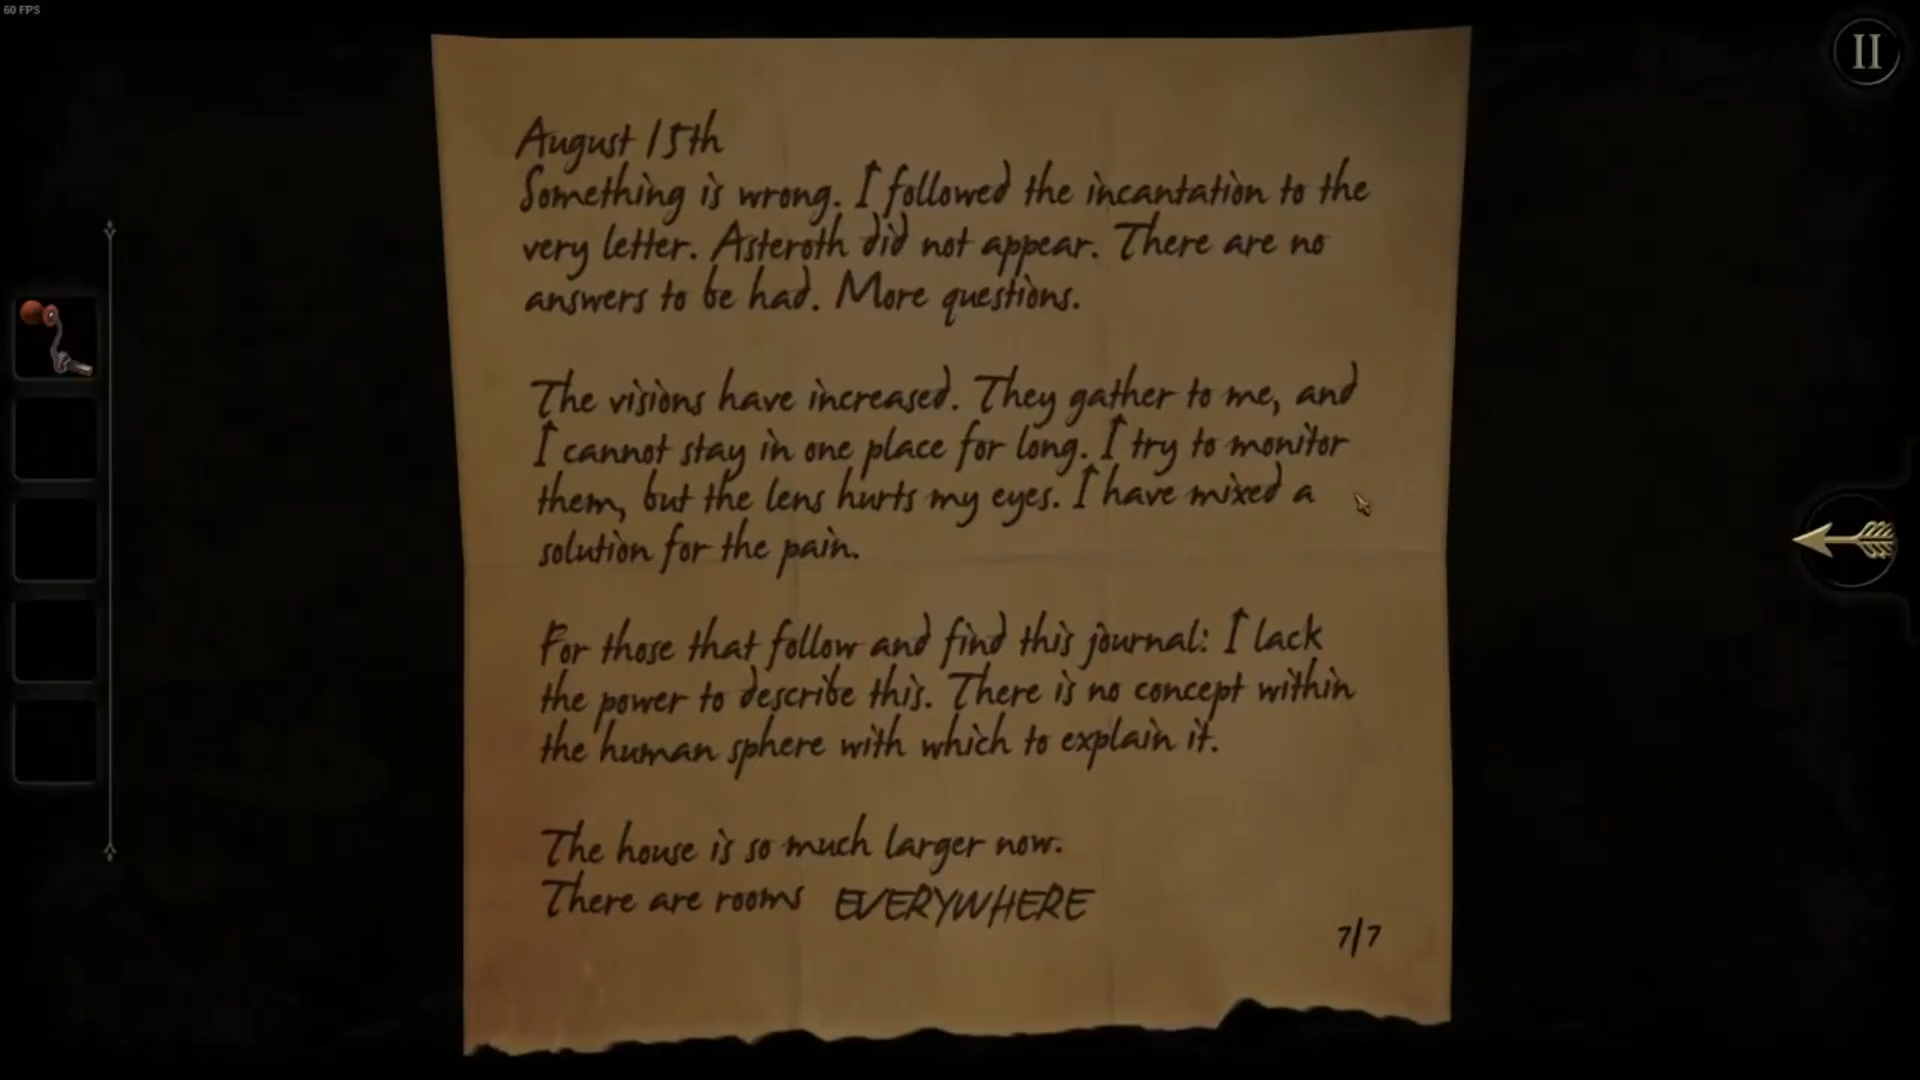 60 FPS
August 15th
Something is wrong. I followed the incantation to the
very letter. Asteroth did not appear. There are no
answers to be had. More questions.
The visions have increased. They gather to me, and
I cannot stay in one place for long. I try to monitor
them, but the lens hurts my eyes. I have mixed a
solution for the pain.
For those that follow and find this journal: I lack
the power to describe this. There is no concept within
the human sphere with which to explain it.
The house is so much larger now.
There are rooms EVERYWHERE
7/7